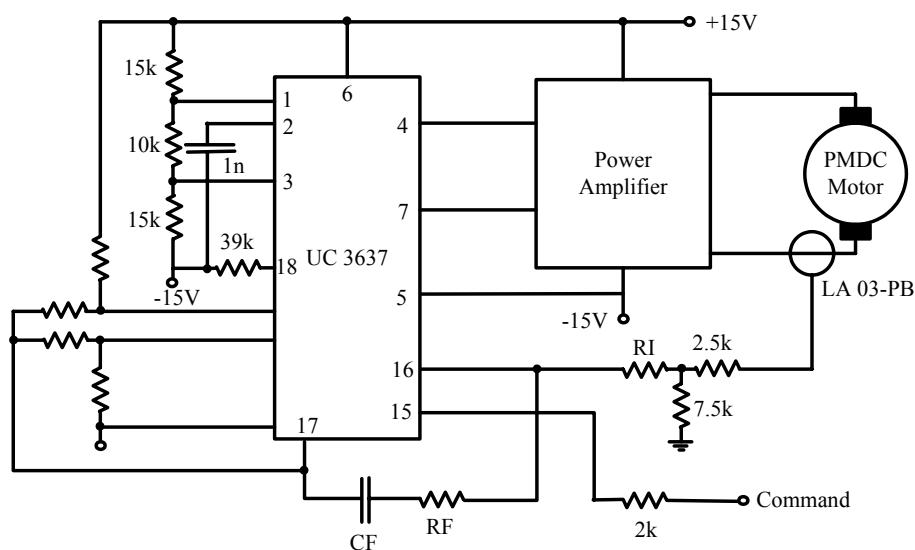 +15V
15k
1
6
2
4
10k
1n
Power
Amplifier
PMDC
Motor
3
15k
7
39k
18
UC 3637
-15V
5
LA 03-PB
-15V
RI
2.5k
16
7.5k
15
17
Command
CF
RF
2k